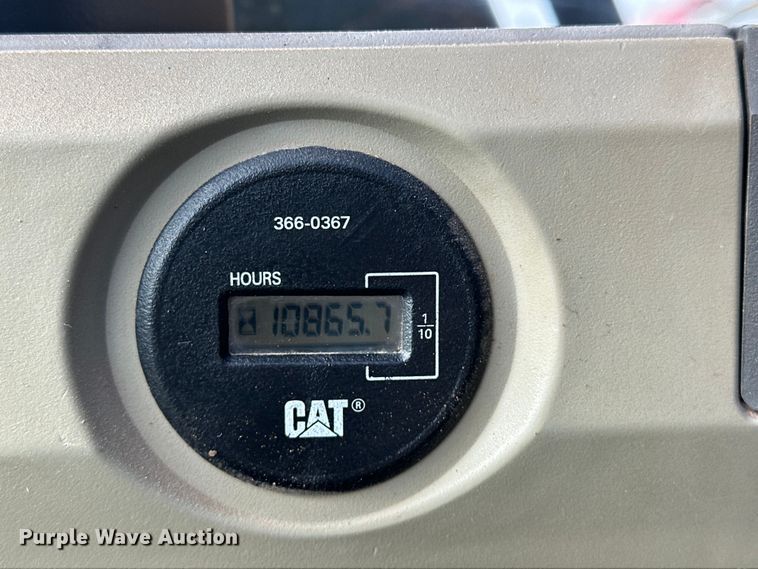 366-0367
HOURS
10865.7
1
10
CAT®
Purple Wave Auction